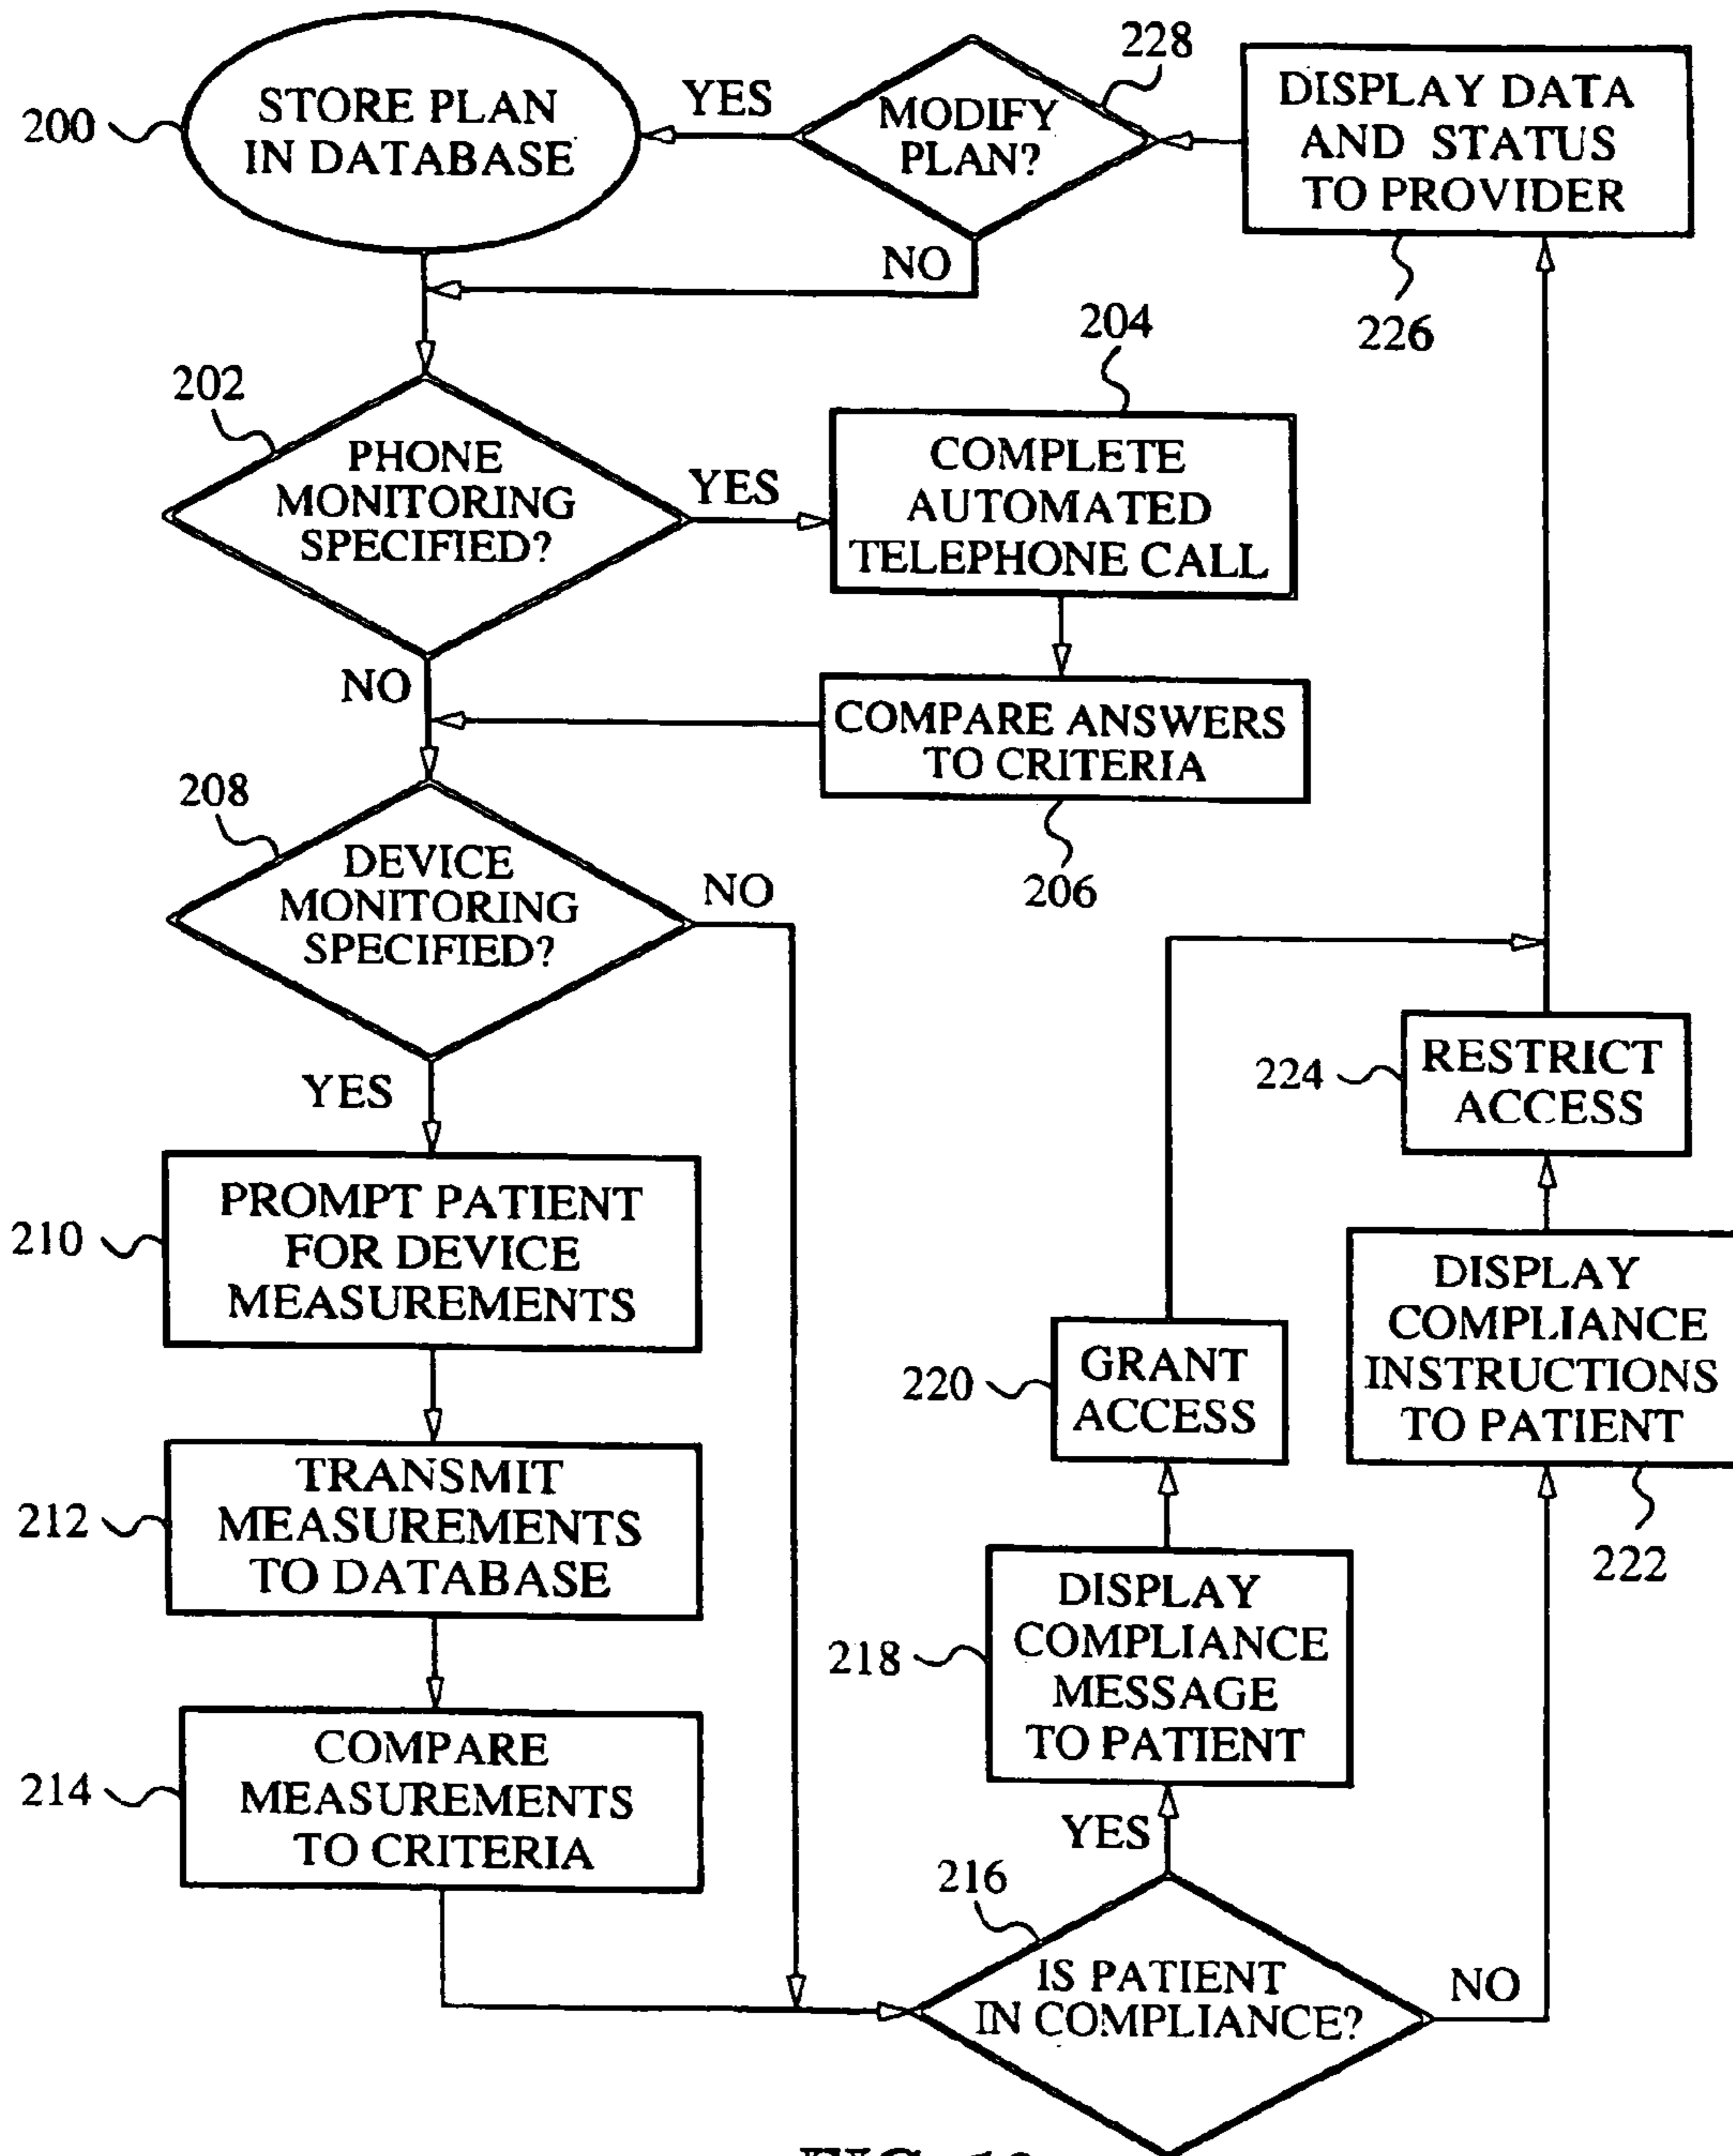 200
STORE PLAN
IN DATABASE
YES
228
MODIFY
PLAN?
NO
DISPLAY DATA
AND STATUS
TO PROVIDER
226
202
PHONE
MONITORING
SPECIFIED?
YES
NO
204
COMPLETE
AUTOMATED
TELEPHONE CALL
COMPARE ANSWERS
TO CRITERIA
206
208
DEVICE
MONITORING
SPECIFIED?
NO
YES
210
PROMPT PATIENT
FOR DEVICE
MEASUREMENTS
212
TRANSMIT
MEASUREMENTS
TO DATABASE
214
COMPARE
MEASUREMENTS
TO CRITERIA
216
IS PATIENT
IN COMPLIANCE?
YES
NO
218
DISPLAY
COMPLIANCE
MESSAGE
TO PATIENT
220
GRANT
ACCESS
222
DISPLAY
COMPLIANCE
INSTRUCTIONS
TO PATIENT
224
RESTRICT
ACCESS